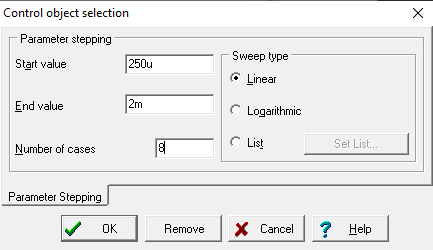 Control object selection
Parameter stepping
Start value 250u
End value 2m
Number of cases 8
Sweep type
Linear
Logarithmic
List Set List...
Parameter Stepping
OK Remove Cancel ? Help